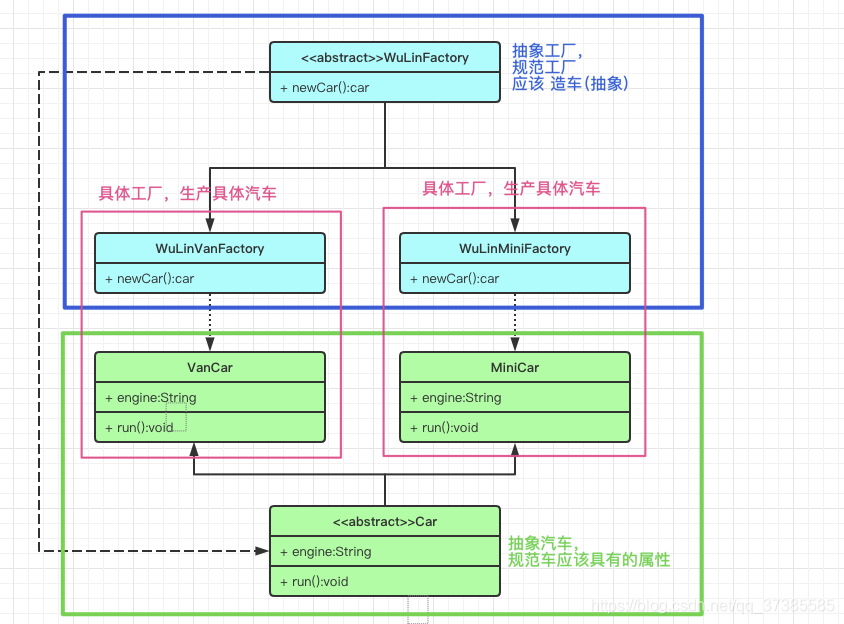 <<abstract>>WuLinFactory
+ newCar():car
抽象工厂，
规范工厂
应该 造车(抽象)
具体工厂，生产具体汽车
具体工厂，生产具体汽车
WuLinVanFactory
+ newCar():car
WuLinMiniFactory
+ newCar():car
VanCar
+ engine:String
+ run():void
MiniCar
+ engine:String
+ run():void
<<abstract>>Car
+ engine:String
+ run():void
抽象汽车，
规范车应该具有的属性
https://blog.csdn.net/qq_37385585